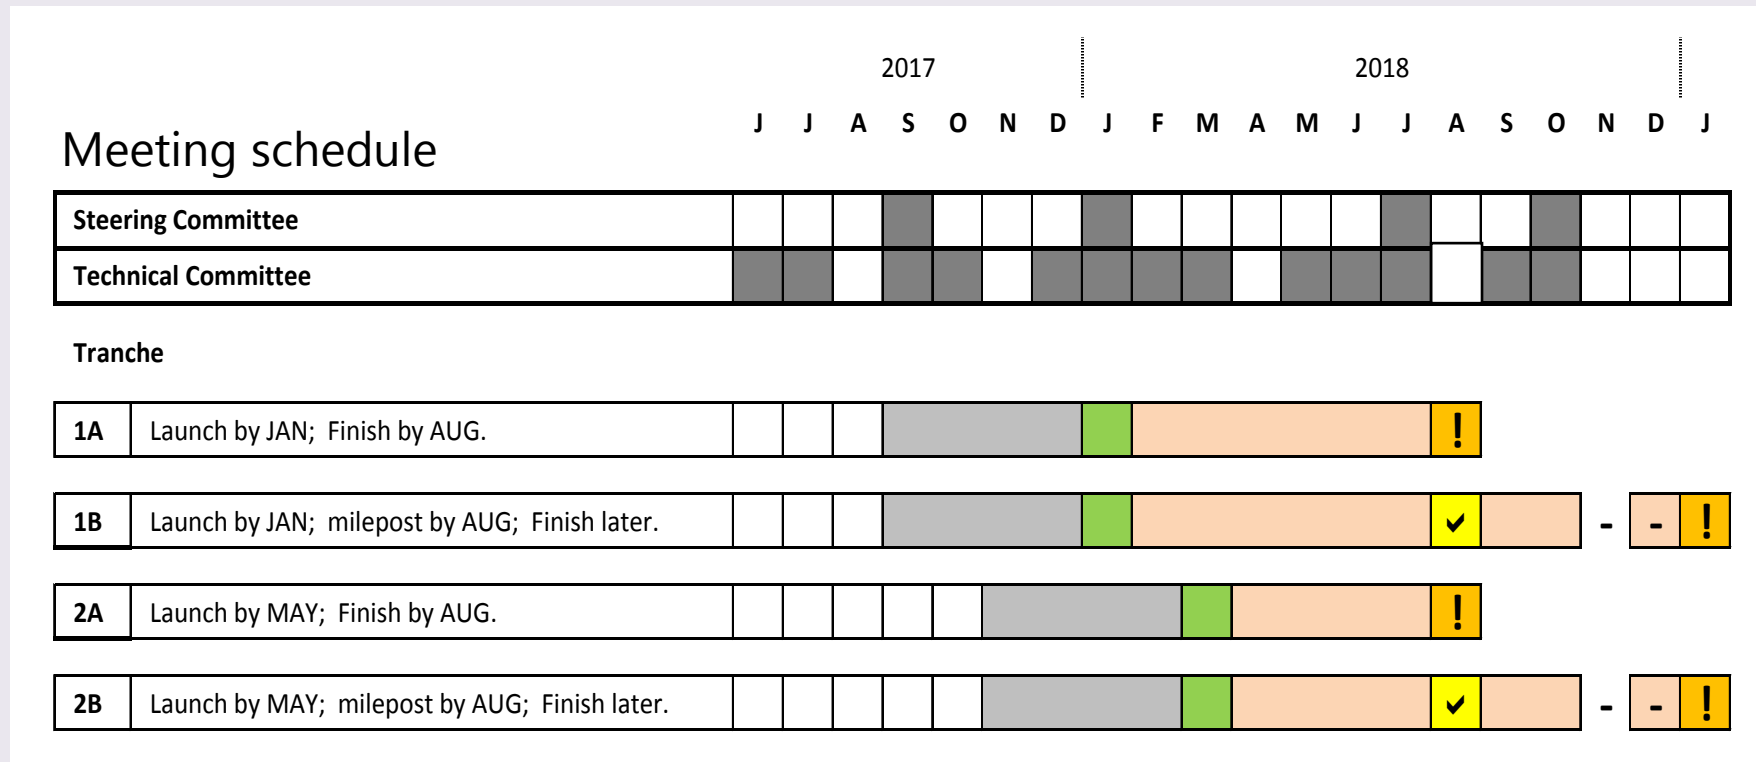 2017 2018
J J A S O N D J F M A M J J A S O N D J
Meeting schedule
Steering Committee
Technical Committee
Tranche
1A Launch by JAN; Finish by AUG. !
1B Launch by JAN; milepost by AUG; Finish later. ✓ - - !
2A Launch by MAY; Finish by AUG. !
2B Launch by MAY; milepost by AUG; Finish later. ✓ - - !